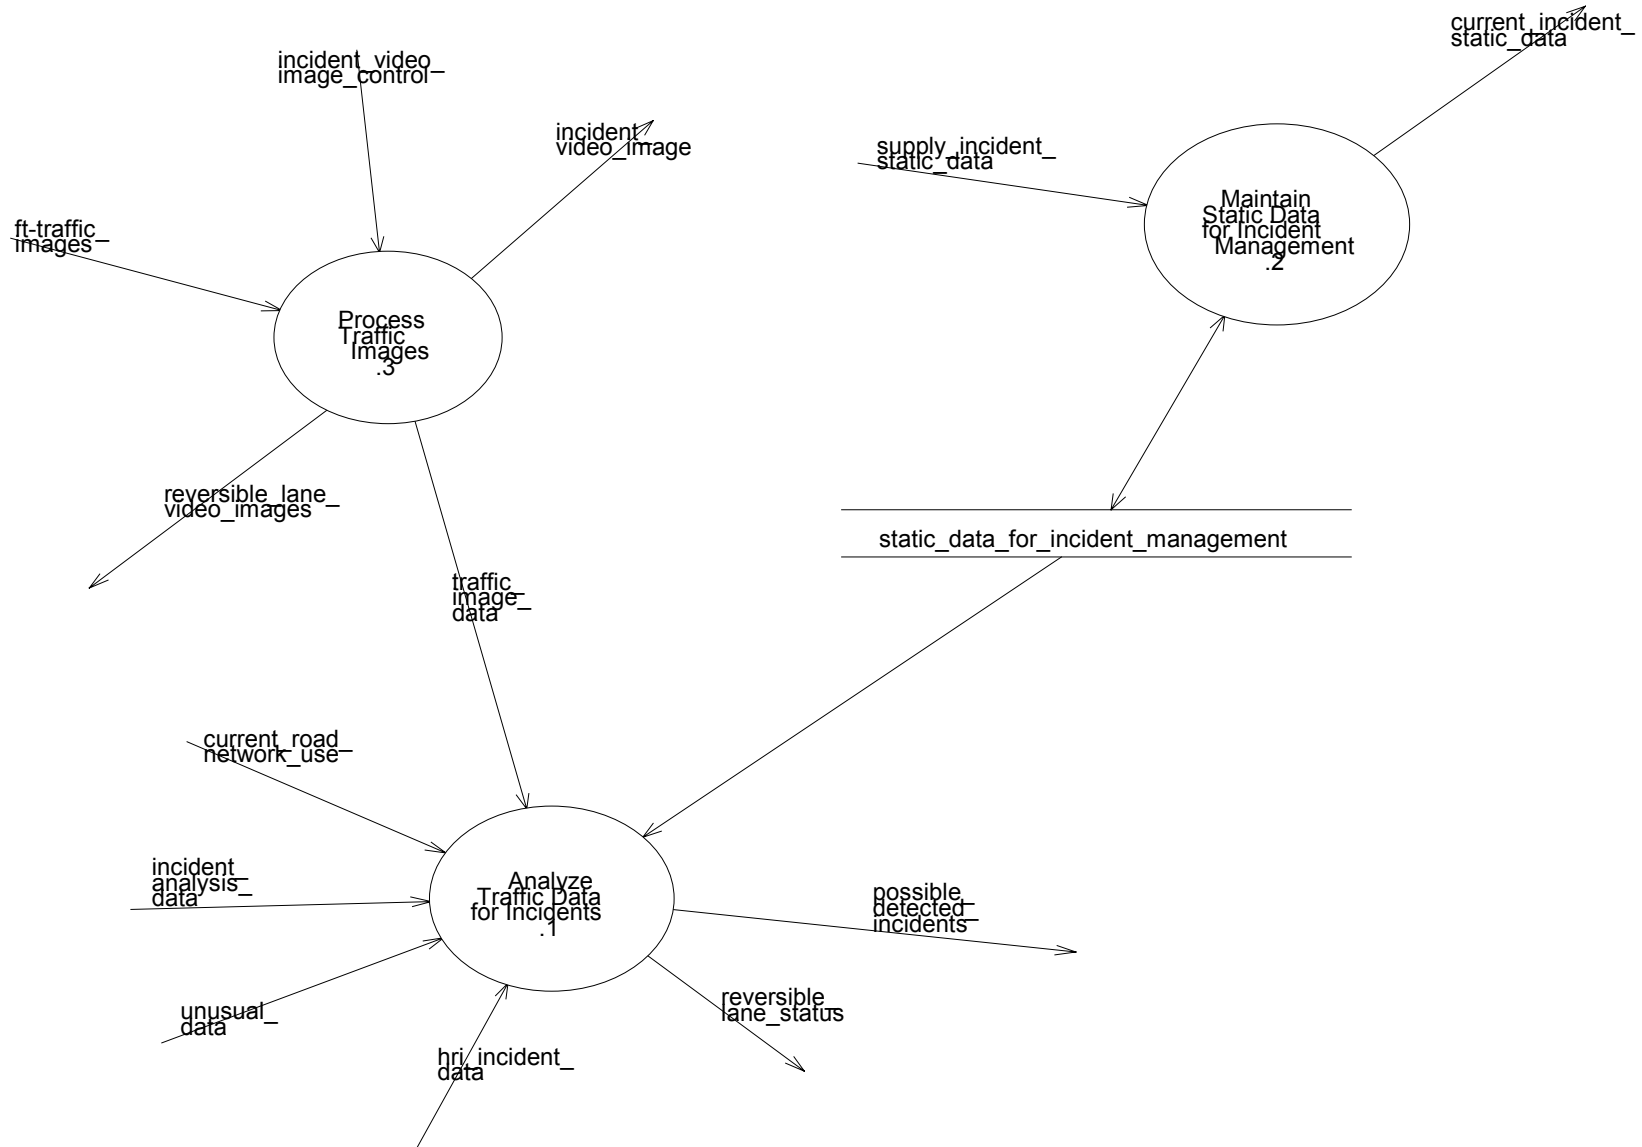 current_incident_
static_data
incident_video_
image_control
incident_
video_image
supply_incident_
static_data
ft-traffic_
images
Maintain
Static Data
for Incident
Management
.2
Process
Traffic
Images
.3
reversible_lane_
video_images
static_data_for_incident_management
traffic_
image_
data
current_road_
network_use
incident_
analysis_
data
Analyze
Traffic Data
for Incidents
.1
possible_
detected_
incidents
unusual_
data
reversible_
lane_status
hri_incident_
data